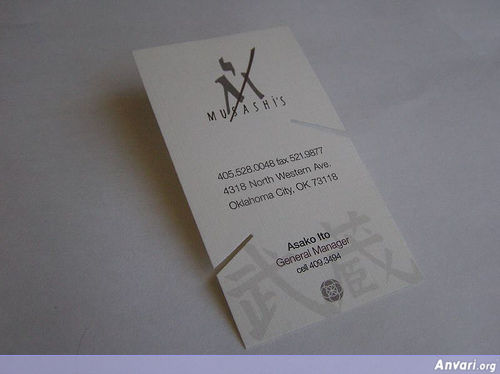 MUSASHI'S
405.528.0048 fax 521.9877
4318 North Western Ave.
Oklahoma City, OK 73118
Asako Ito
General Manager
cell 409.3494
武蔵
Anvari.org